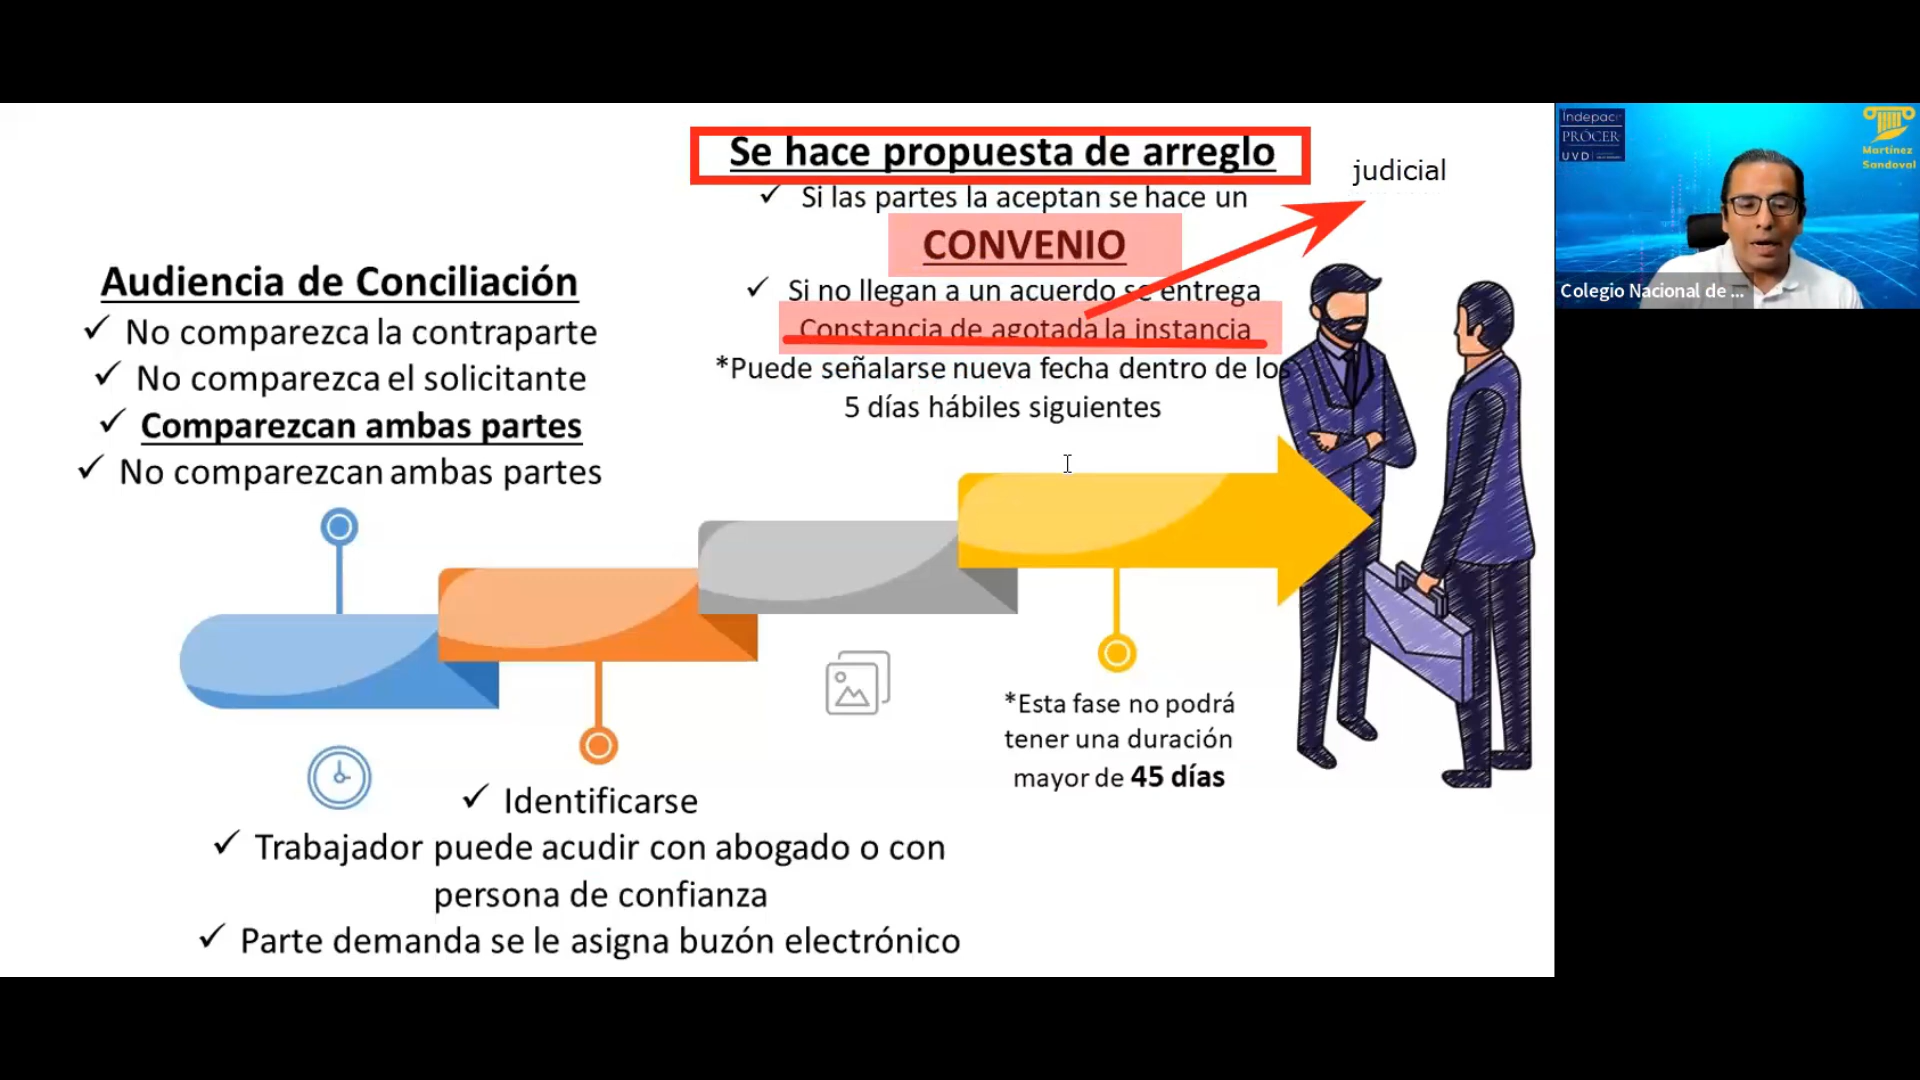 Audiencia de Conciliación
✓ No comparezca la contraparte
✓ No comparezca el solicitante
✓ Comparezcan ambas partes
✓ No comparezcan ambas partes
Se hace propuesta de arreglo
✓ Si las partes la aceptan se hace un
CONVENIO
✓ Si no llegan a un acuerdo se entrega
Constancia de agotada la instancia
*Puede señalarse nueva fecha dentro de los
5 días hábiles siguientes
judicial
*Esta fase no podrá
tener una duración
mayor de 45 días
✓ Identificarse
✓ Trabajador puede acudir con abogado o con
persona de confianza
✓ Parte demanda se le asigna buzón electrónico
PRÓCER
UVD
Martínez
Sandoval
Colegio Nacional de ...